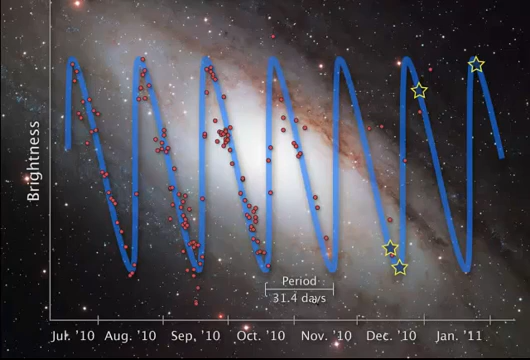 Brightness
Period
31.4 days
Jul. '10 Aug. '10 Sep, '10 Oct. '10 Nov. '10 Dec. '10 Jan. '11